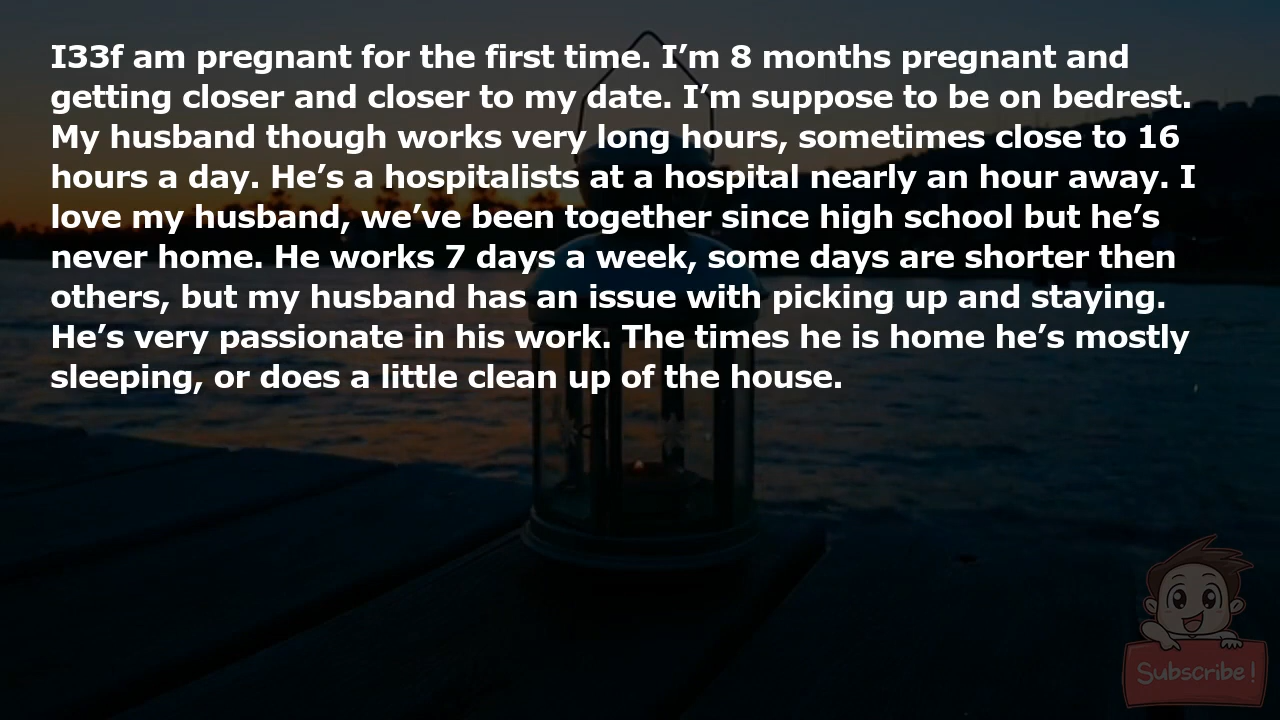 I33f am pregnant for the first time. I’m 8 months pregnant and
getting closer and closer to my date. I’m suppose to be on bedrest.
My husband though works very long hours, sometimes close to 16
hours a day. He’s a hospitalists at a hospital nearly an hour away. I
love my husband, we’ve been together since high school but he’s
never home. He works 7 days a week, some days are shorter then
others, but my husband has an issue with picking up and staying.
He’s very passionate in his work. The times he is home he’s mostly
sleeping, or does a little clean up of the house.
Subscribe!